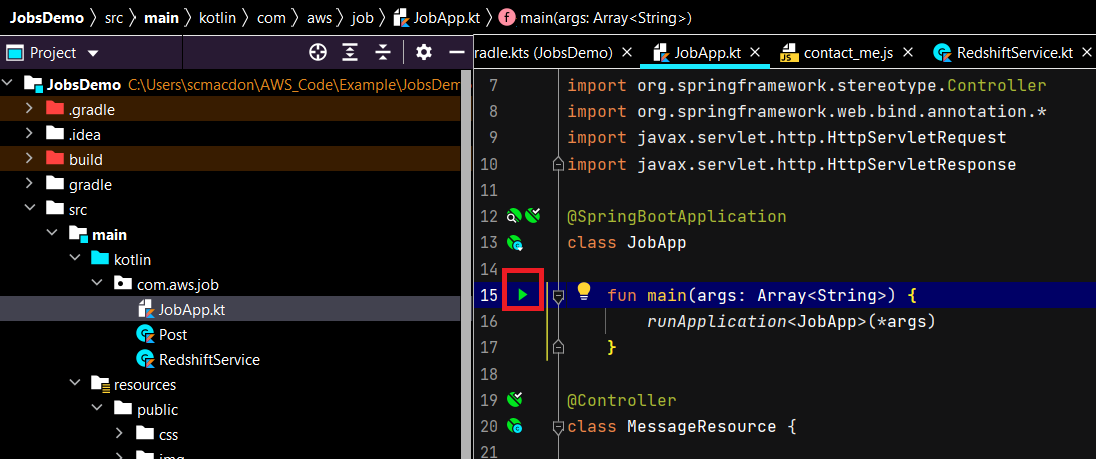 JobsDemo 〉 src 〉 main 〉 kotlin 〉 com 〉 aws 〉 job 〉 JobApp.kt 〉 f main(args: Array<String>)
Project
radle.kts (JobsDemo) × JobApp.kt × contact_me.js × RedshiftService.kt ×
JobsDemo C:\Users\scmacdon\AWS_Code\Example\JobsDem
.gradle
.idea
build
gradle
src
main
kotlin
com.aws.job
JobApp.kt
Post
RedshiftService
resources
public
css
img
7 import org.springframework.stereotype.Controller
8 import org.springframework.web.bind.annotation.*
9 import javax.servlet.http.HttpServletRequest
10 import javax.servlet.http.HttpServletResponse
11
12 @SpringBootApplication
13 class JobApp
14
15 fun main(args: Array<String>) {
16 runApplication<JobApp>(*args)
17 }
18
19 @Controller
20 class MessageResource {
21